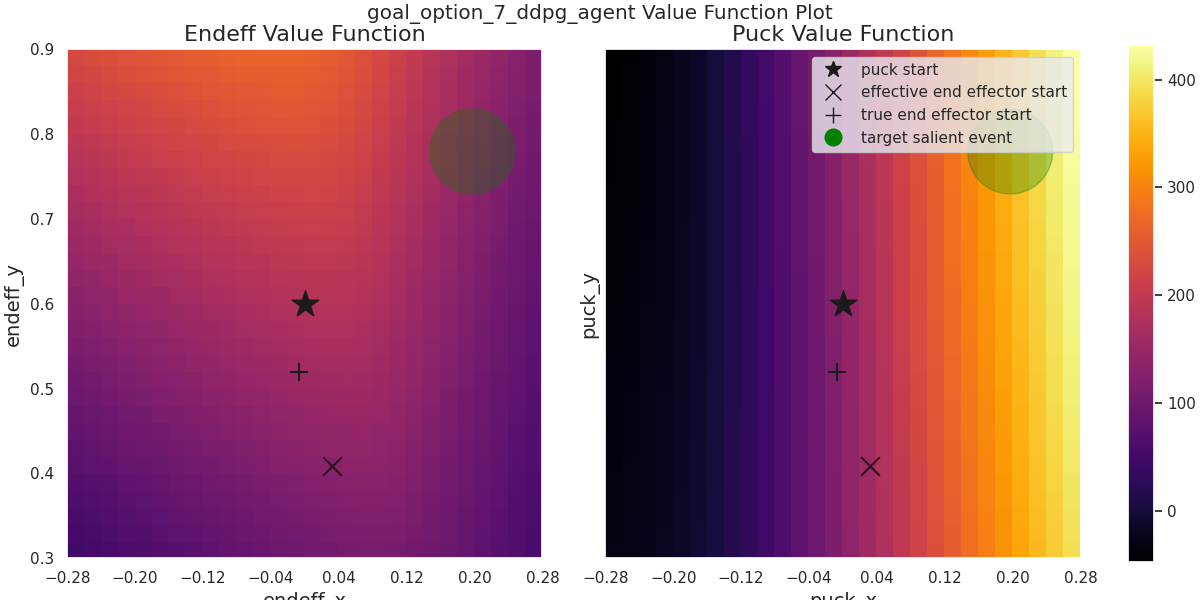 goal_option_7_ddpg_agent Value Function Plot
Endeff Value Function
endeff_y
0.9
0.8
0.7
0.6
0.5
0.4
0.3
−0.28 −0.20 −0.12 −0.04 0.04 0.12 0.20 0.28
endeff_x
Puck Value Function
puck start
effective end effector start
true end effector start
target salient event
puck_y
−0.28 −0.20 −0.12 −0.04 0.04 0.12 0.20 0.28
puck_x
400
300
200
100
0